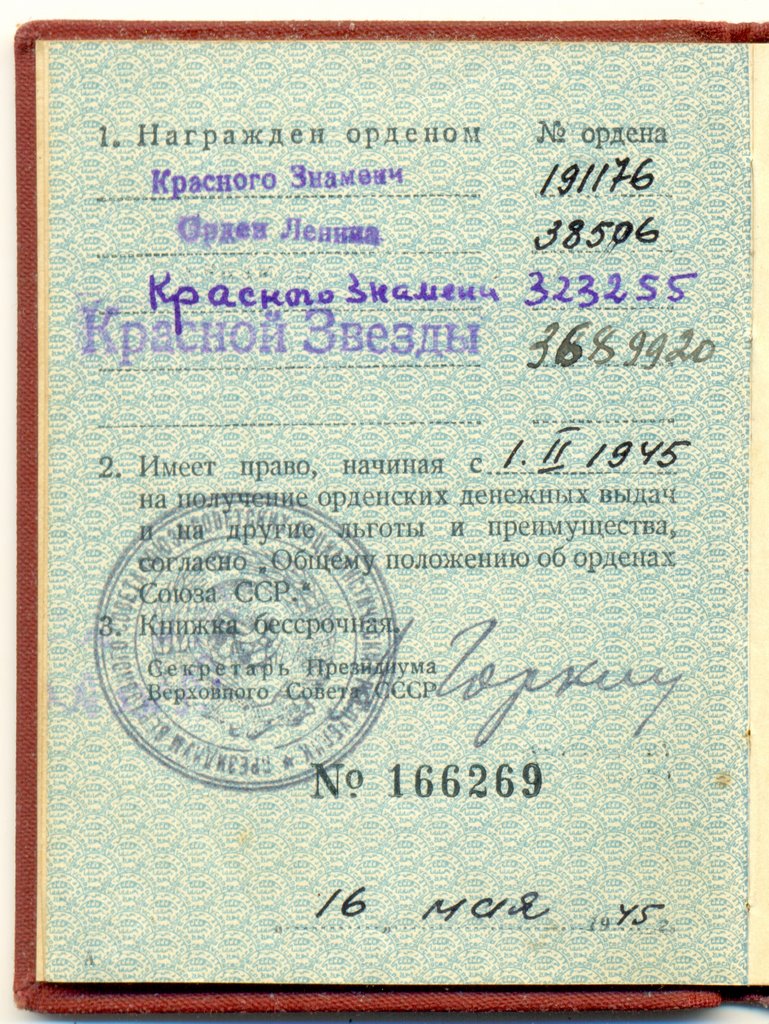 1. Награжден орденом № ордена
Красного Знамени 191176
Орден Ленина 38506
Красного Знамени 323255
Красной Звезды 3689920
2. Имеет право, начиная с 1. II 1945
на получение орденских денежных выдач
и на другие льготы и преимущества,
согласно „Общему положению об орденах
Союза ССР.“
3. Книжка бессрочная.
Секретарь Президиума
Верховного Совета СССР Горкин
№ 166269
„ 16 „ мая 1945 г.
А